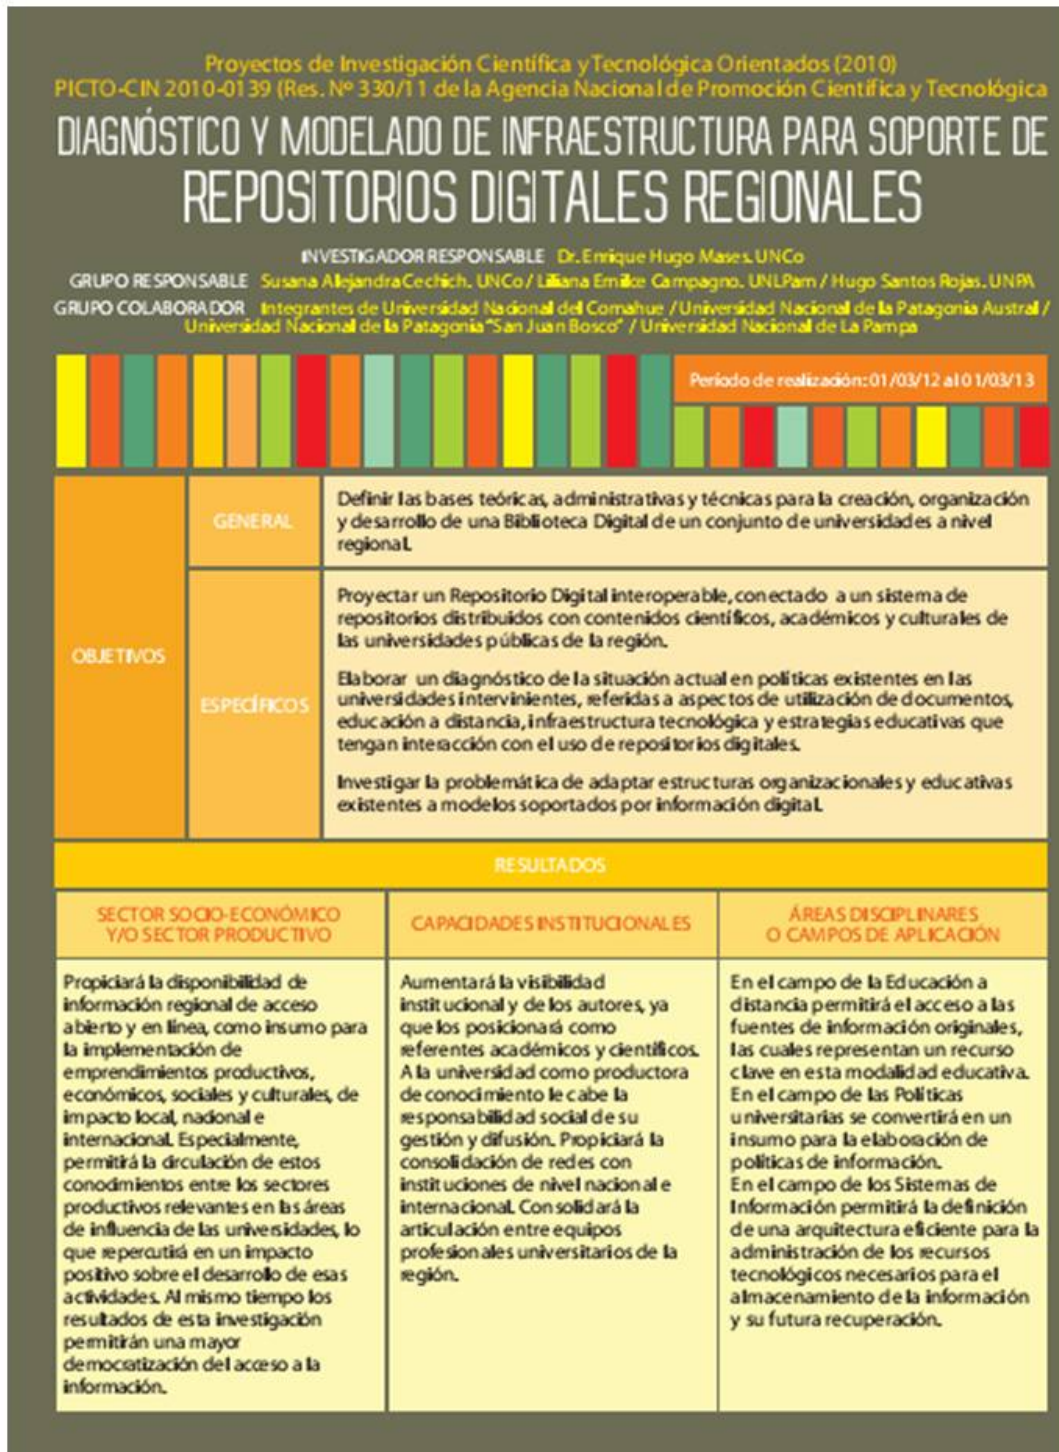 Proyectos de Investigación Científica y Tecnológica Orientados (2010)
PICTO-CIN 2010-0139 (Res. Nº 330/11 de la Agencia Nacional de Promoción Científica y Tecnológica
DIAGNÓSTICO Y MODELADO DE INFRAESTRUCTURA PARA SOPORTE DE
REPOSITORIOS DIGITALES REGIONALES
INVESTIGADOR RESPONSABLE Dr. Enrique Hugo Mases. UNCo
GRUPO RESPONSABLE Susana Alejandra Cechich. UNCo / Liliana Emilce Campagno. UNLPam / Hugo Santos Rojas. UNPA
GRUPO COLABORADOR Integrantes de Universidad Nacional del Comahue / Universidad Nacional de la Patagonia Austral /
Universidad Nacional de la Patagonia "San Juan Bosco" / Universidad Nacional de La Pampa
Período de realización: 01/03/12 al 01/03/13
OBJETIVOS
GENERAL
Definir las bases teóricas, administrativas y técnicas para la creación, organización
y desarrollo de una Biblioteca Digital de un conjunto de universidades a nivel
regional.
ESPECÍFICOS
Proyectar un Repositorio Digital interoperable, conectado a un sistema de
repositorios distribuidos con contenidos científicos, académicos y culturales de
las universidades públicas de la región.
Elaborar un diagnóstico de la situación actual en políticas existentes en las
universidades intervinientes, referidas a aspectos de utilización de documentos,
educación a distancia, infraestructura tecnológica y estrategias educativas que
tengan interacción con el uso de repositorios digitales.
Investigar la problemática de adaptar estructuras organizacionales y educativas
existentes a modelos soportados por información digital.
RESULTADOS
SECTOR SOCIO-ECONÓMICO
Y/O SECTOR PRODUCTIVO
Propiciará la disponibilidad de
información regional de acceso
abierto y en línea, como insumo para
la implementación de
emprendimientos productivos,
económicos, sociales y culturales, de
impacto local, nacional e
internacional. Especialmente,
permitirá la circulación de estos
conocimientos entre los sectores
productivos relevantes en las áreas
de influencia de las universidades, lo
que repercutirá en un impacto
positivo sobre el desarrollo de esas
actividades. Al mismo tiempo los
resultados de esta investigación
permitirán una mayor
democratización del acceso a la
información.
CAPACIDADES INSTITUCIONALES
Aumentará la visibilidad
institucional y de los autores, ya
que los posicionará como
referentes académicos y científicos.
A la universidad como productora
de conocimiento le cabe la
responsabilidad social de su
gestión y difusión. Propiciará la
consolidación de redes con
instituciones de nivel nacional e
internacional. Consolidará la
articulación entre equipos
profesionales universitarios de la
región.
ÁREAS DISCIPLINARES
O CAMPOS DE APLICACIÓN
En el campo de la Educación a
distancia permitirá el acceso a las
fuentes de información originales,
las cuales representan un recurso
clave en esta modalidad educativa.
En el campo de las Políticas
universitarias se convertirá en un
insumo para la elaboración de
políticas de información.
En el campo de los Sistemas de
Información permitirá la definición
de una arquitectura eficiente para la
administración de los recursos
tecnológicos necesarios para el
almacenamiento de la información
y su futura recuperación.